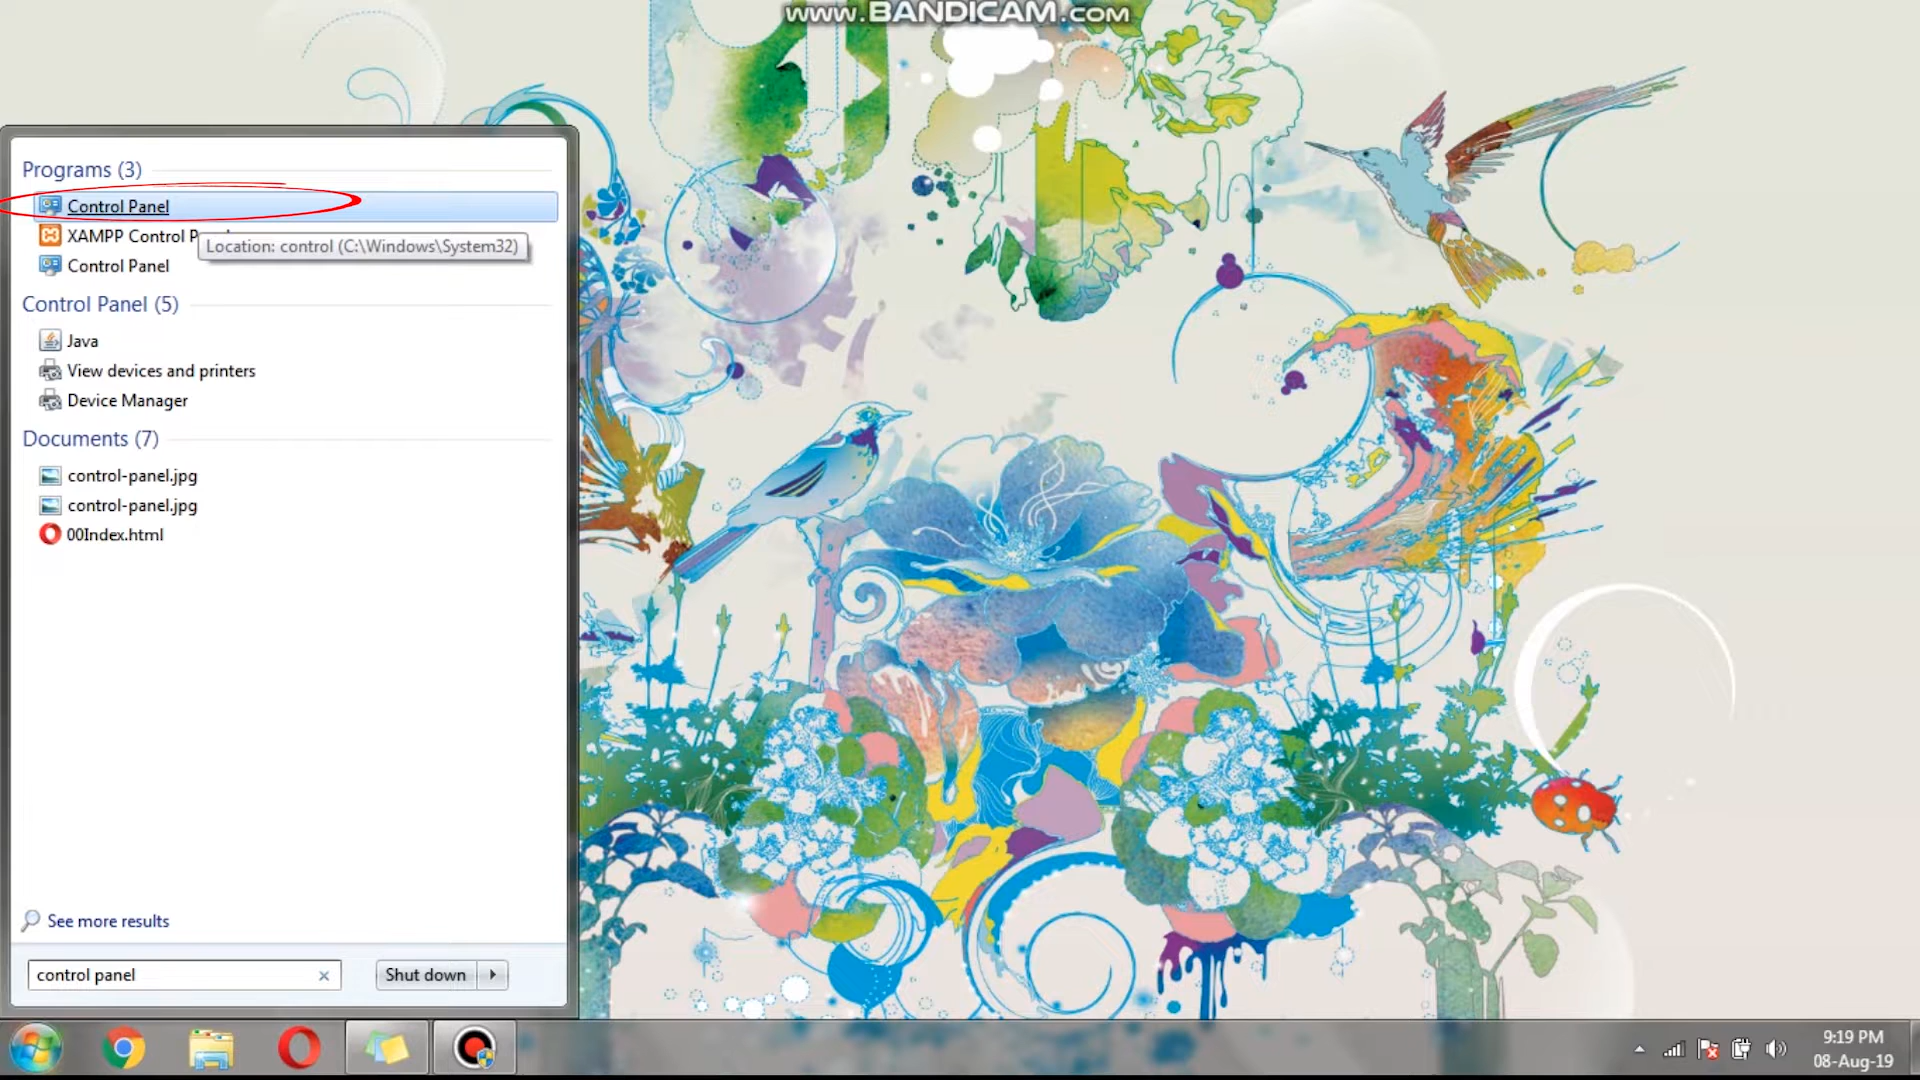 www.BANDICAM.com
Programs (3)
Control Panel
XAMPP Control P
Location: control (C:\Windows\System32)
Control Panel
Control Panel (5)
Java
View devices and printers
Device Manager
Documents (7)
control-panel.jpg
control-panel.jpg
00Index.html
See more results
control panel
Shut down
9:19 PM
08-Aug-19